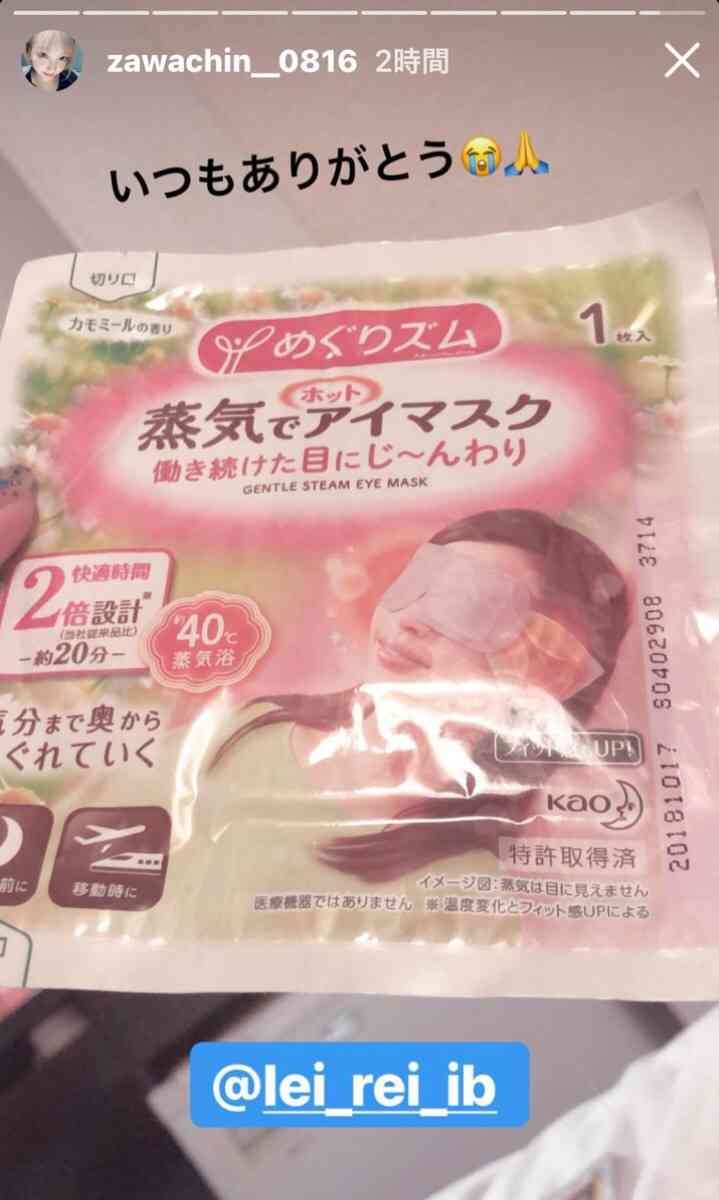 zawachin__0816 2時間
いつもありがとう😭🙏
切り口
カモミールの香り
めぐりズム
1枚入
蒸気でホットアイマスク
働き続けた目にじ〜んわり
GENTLE STEAM EYE MASK
快適時間
2倍設計※
(当社従来品比)
−約20分−
約40℃
蒸気浴
分まで奥から
ぐれていく
前に
移動時に
フィット感UP!
Kao
特許取得済
イメージ図:蒸気は目に見えません
医療機器ではありません ※温度変化とフィット感UPによる
20181017 80402908 3714
@lei_rei_ib